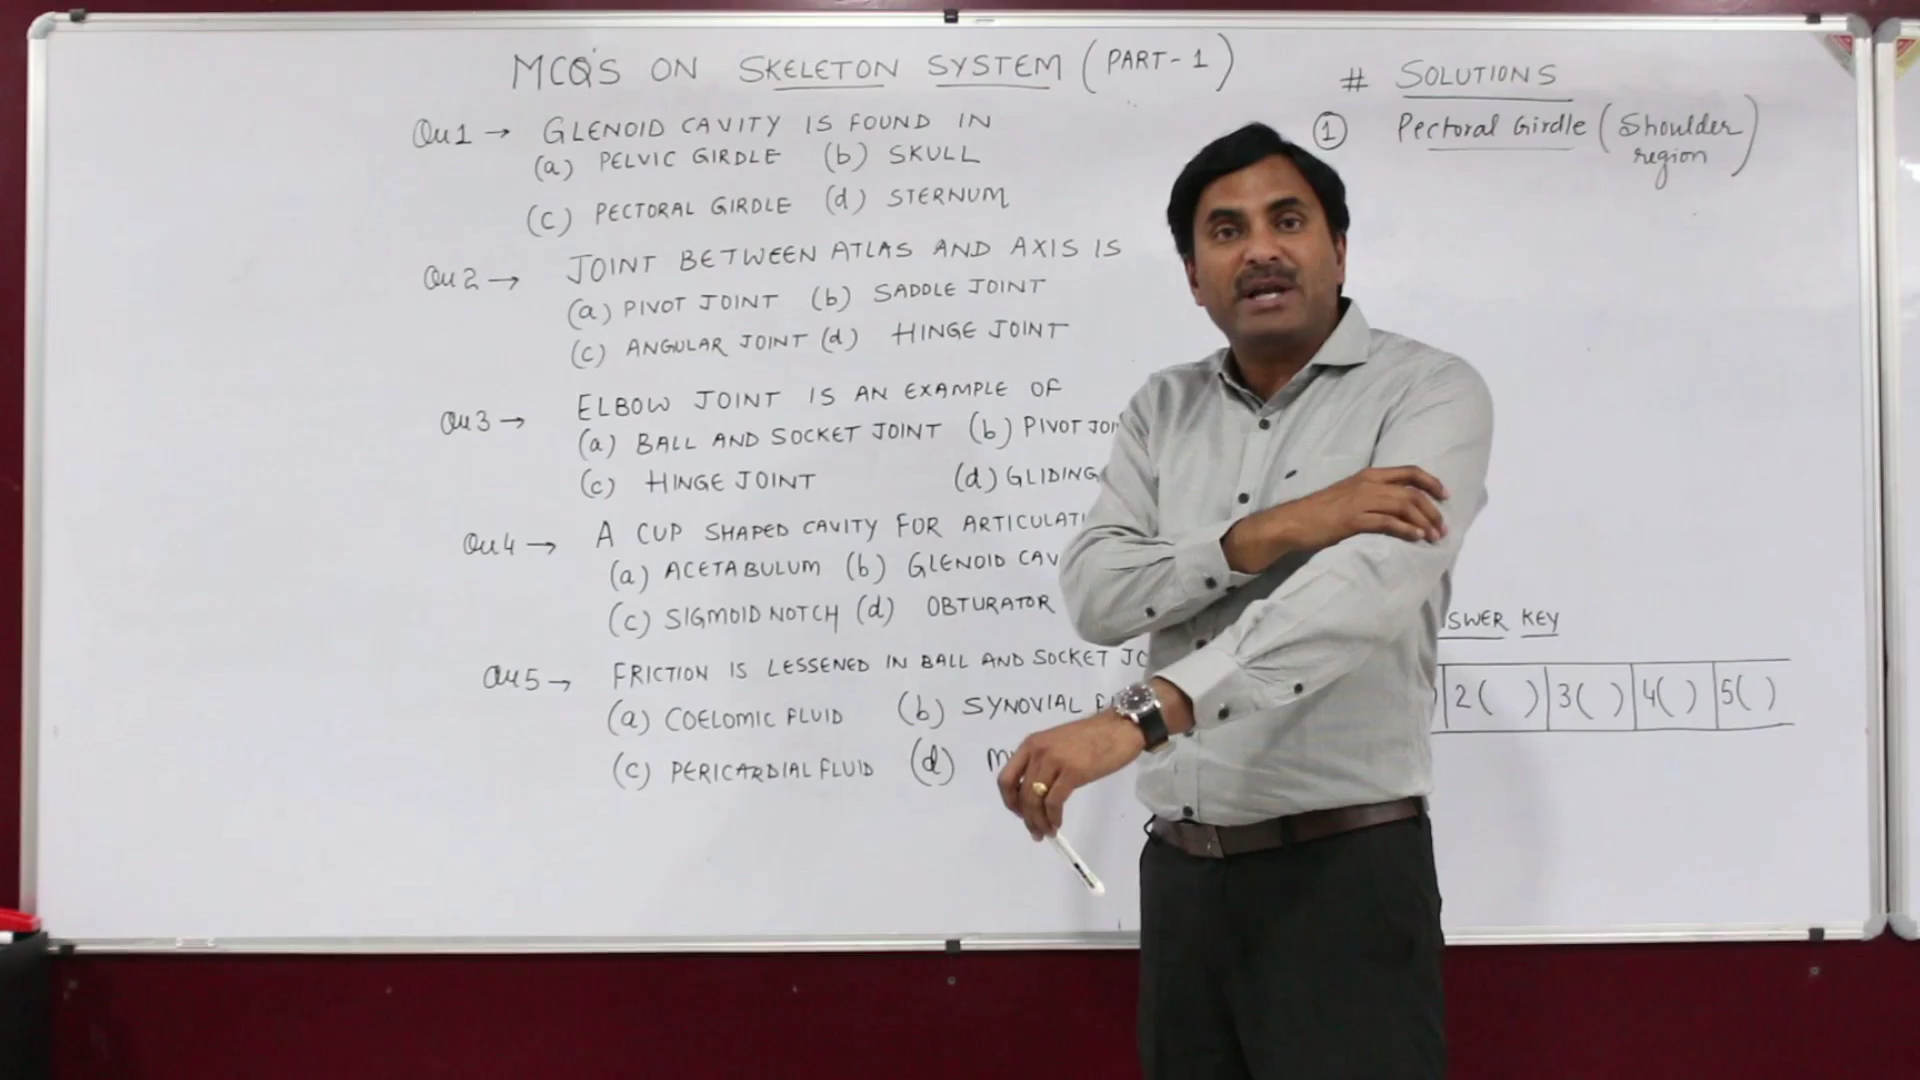 MCQ'S ON SKELETON SYSTEM (PART-1)
Qu1 → GLENOID CAVITY IS FOUND IN
(a) PELVIC GIRDLE (b) SKULL
(c) PECTORAL GIRDLE (d) STERNUM
Qu2 → JOINT BETWEEN ATLAS AND AXIS IS
(a) PIVOT JOINT (b) SADDLE JOINT
(c) ANGULAR JOINT (d) HINGE JOINT
Qu3 → ELBOW JOINT IS AN EXAMPLE OF
(a) BALL AND SOCKET JOINT (b) PIVOT
(c) HINGE JOINT (d) GLIDING
Qu4 → A CUP SHAPED CAVITY FOR
(a) ACETABULUM (b) GLENOID
(c) SIGMOID NOTCH (d) OBTURATOR
Qu5 → FRICTION IS LESSENED IN BALL AND SOCKET
(a) COELOMIC FLUID (b) SYNOVIAL
(c) PERICARDIAL FLUID (d)
# SOLUTIONS
① Pectoral Girdle (Shoulder
region)
KEY
2( ) 3( ) 4( ) 5( )